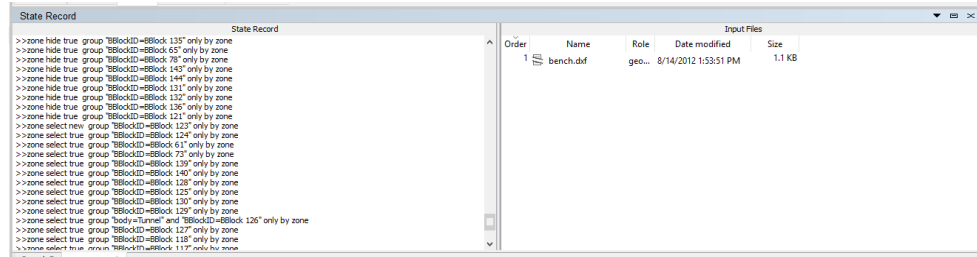 State Record
State Record
>>zone hide true group "BBlockID=BBlock 135" only by zone
>>zone hide true group "BBlockID=BBlock 65" only by zone
>>zone hide true group "BBlockID=BBlock 78" only by zone
>>zone hide true group "BBlockID=BBlock 143" only by zone
>>zone hide true group "BBlockID=BBlock 144" only by zone
>>zone hide true group "BBlockID=BBlock 131" only by zone
>>zone hide true group "BBlockID=BBlock 132" only by zone
>>zone hide true group "BBlockID=BBlock 136" only by zone
>>zone hide true group "BBlockID=BBlock 121" only by zone
>>zone select new group "BBlockID=BBlock 123" only by zone
>>zone select true group "BBlockID=BBlock 124" only by zone
>>zone select true group "BBlockID=BBlock 61" only by zone
>>zone select true group "BBlockID=BBlock 73" only by zone
>>zone select true group "BBlockID=BBlock 139" only by zone
>>zone select true group "BBlockID=BBlock 140" only by zone
>>zone select true group "BBlockID=BBlock 128" only by zone
>>zone select true group "BBlockID=BBlock 125" only by zone
>>zone select true group "BBlockID=BBlock 130" only by zone
>>zone select true group "BBlockID=BBlock 129" only by zone
>>zone select true group "body=Tunnel" and "BBlockID=BBlock 126" only by zone
>>zone select true group "BBlockID=BBlock 127" only by zone
>>zone select true group "BBlockID=BBlock 118" only by zone
>>zone select true group "BBlockID=BBlock 117" only by zone
Input Files
Order Name Role Date modified Size
1 bench.dxf geo... 8/14/2012 1:53:51 PM 1.1 KB